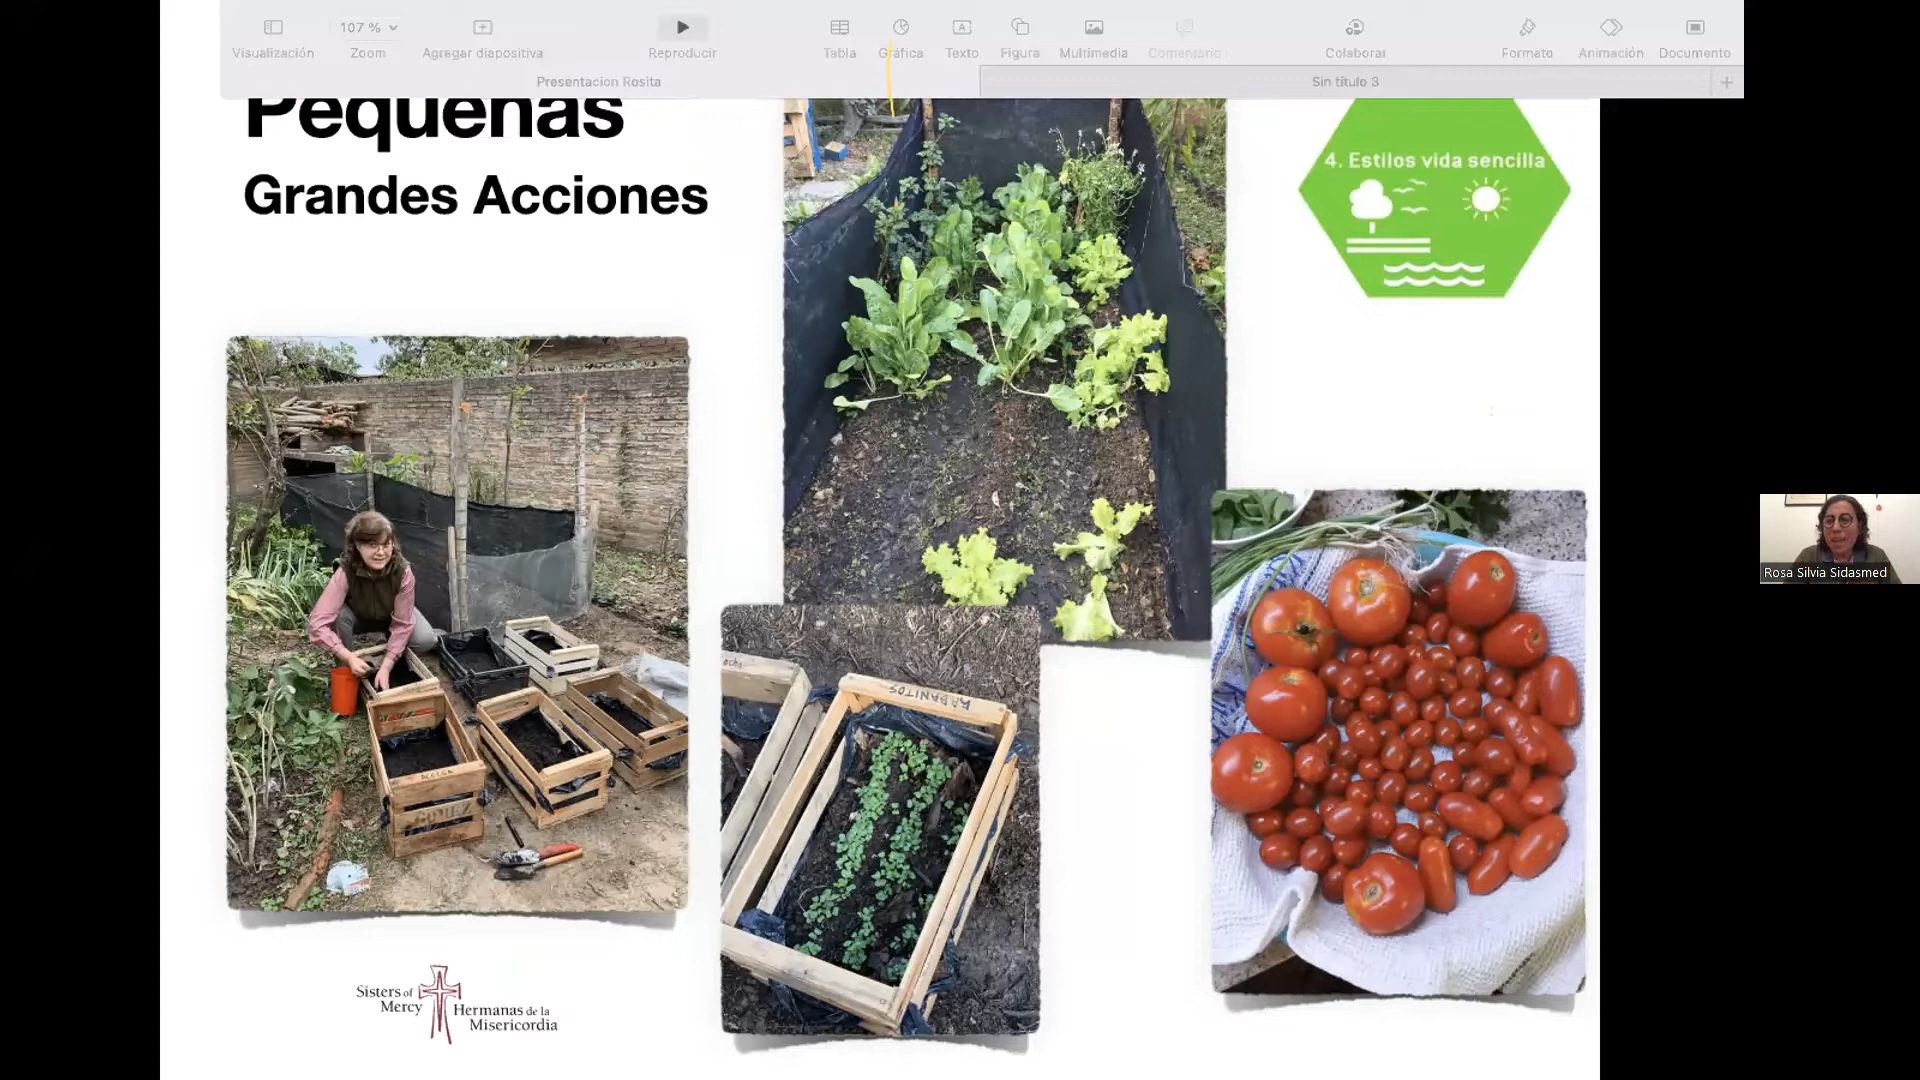 Visualización
107 %
Zoom
Agregar diapositiva
Reproducir
Tabla
Gráfica
Texto
Figura
Multimedia
Comentario
Colaborar
Formato
Animación
Documento
Presentacion Rosita
Sin título 3
Pequeñas
Grandes Acciones
4. Estilos vida sencilla
RABANITOS
Rosa Silvia Sidasmed
Sisters of
Mercy
Hermanas de la
Misericordia